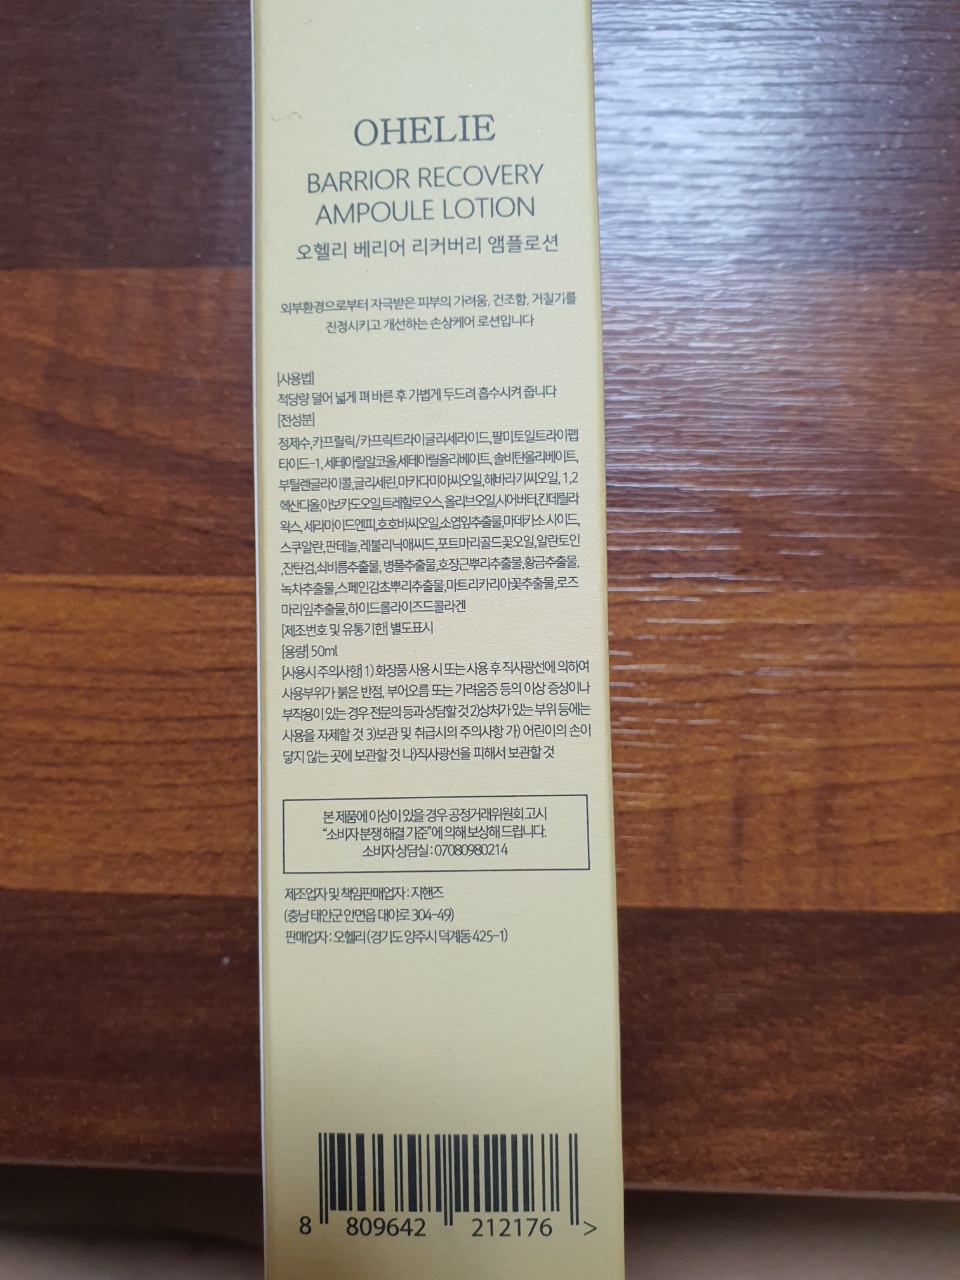 OHELIE
BARRIOR RECOVERY
AMPOULE LOTION
오헬리 베리어 리커버리 앰플로션
외부환경으로부터 자극받은 피부의 가려움, 건조함, 거칠기를
진정시키고 개선하는 손상케어 로션입니다
[사용법]
적당량 덜어 넓게 펴 바른 후 가볍게 두드려 흡수시켜 줍니다
[전성분]
정제수,카프릴릭/카프릭트라이글리세라이드,팔미토일트라이펩
타이드-1, 세테아릴알코올,세테아릴올리베이트, 솔비탄올리베이트,
부틸렌글라이콜,글리세린,마카다미아씨오일,해바라기씨오일, 1,2
헥산디올,아보카도오일,트레할로오스,올리브오일,시어버터,칸데릴라
왁스, 세라마이드엔피,호호바씨오일,소엽잎추출물,마데카소사이드,
스쿠알란,판테놀,레불리닉애씨드,포트마리골드꽃오일,알란토인
,잔탄검,쇠비름추출물, 병풀추출물,호장근뿌리추출물,황금추출물,
녹차추출물,스페인감초뿌리추출물,마트리카리아꽃추출물,로즈
마리잎추출물,하이드롤라이즈드콜라겐
[제조번호 및 유통기한] 별도표시
[용량] 50ml
[사용시 주의사항] 1) 화장품 사용 시 또는 사용 후 직사광선에 의하여
사용부위가 붉은 반점, 부어오름 또는 가려움증 등의 이상 증상이나
부작용이 있는 경우 전문의 등과 상담할 것 2)상처가 있는 부위 등에는
사용을 자제할 것 3)보관 및 취급시의 주의사항 가) 어린이의 손이
닿지 않는 곳에 보관할 것 나)직사광선을 피해서 보관할 것
본 제품에 이상이 있을 경우 공정거래위원회 고시
"소비자 분쟁 해결 기준"에 의해 보상해 드립니다.
소비자 상담실 : 07080980214
제조업자 및 책임판매업자 : 지핸즈
(충남 태안군 안면읍 대야로 304-49)
판매업자 : 오헬리 (경기도 양주시 덕계동 425-1)
8 809642 212176 >